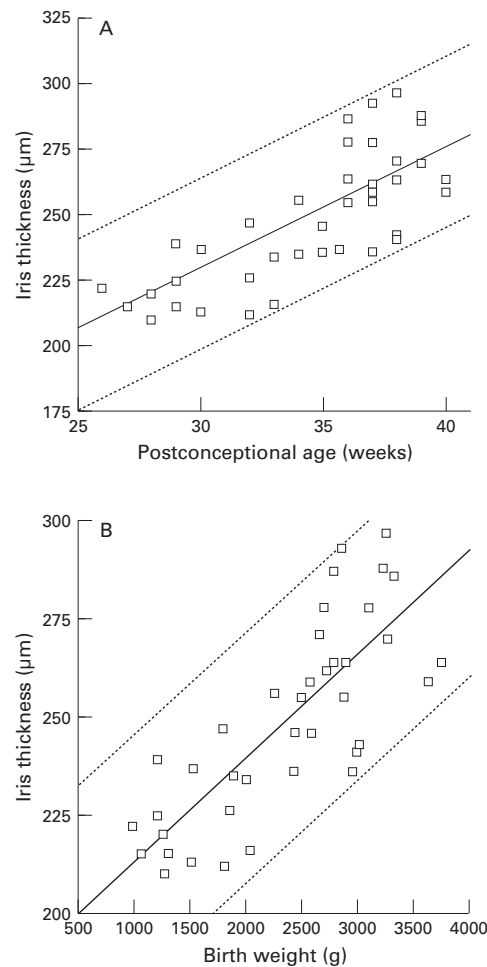 A
325
300
275
250
225
200
175
Iris thickness (µm)
25 30 35 40
Postconceptional age (weeks)
B
300
275
250
225
200
Iris thickness (µm)
500 1000 1500 2000 2500 3000 3500 4000
Birth weight (g)